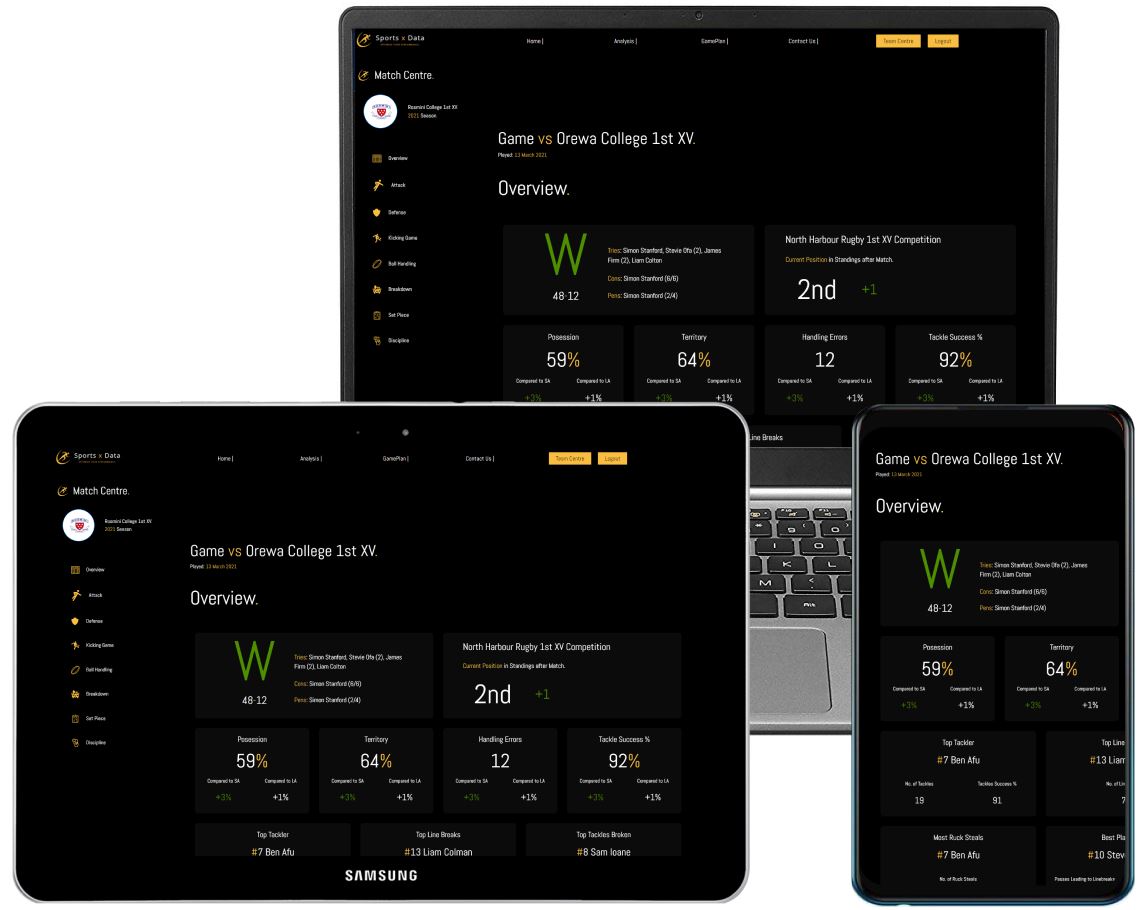 Sports x Data
Home |
Analysis |
GamePlan |
Contact Us |
Team Centre
Logout
Match Centre.
Rosmini College 1st XV
2021 Season
Overview
Attack
Defense
Kicking Game
Ball Handling
Breakdown
Set Piece
Discipline
Game vs Orewa College 1st XV.
Played: 13 March 2021
Overview.
W
48-12
Tries: Simon Stanford, Stevie Ofa (2), James
Firm (2), Liam Colton
Cons: Simon Stanford (6/6)
Pens: Simon Stanford (2/4)
North Harbour Rugby 1st XV Competition
Current Position in Standings after Match.
2nd +1
Posession
59%
Compared to SA Compared to LA
+3% +1%
Territory
64%
Compared to SA Compared to LA
+3% +1%
Handling Errors
12
Compared to SA Compared to LA
+3% +1%
Tackle Success %
92%
Compared to SA Compared to LA
+3% +1%
Line Breaks
Sports x Data
Home |
Analysis |
GamePlan |
Contact Us |
Team Centre
Logout
Match Centre.
Rosmini College 1st XV
2021 Season
Overview
Attack
Defense
Kicking Game
Ball Handling
Breakdown
Set Piece
Discipline
Game vs Orewa College 1st XV.
Played: 13 March 2021
Overview.
W
48-12
Tries: Simon Stanford, Stevie Ofa (2), James
Firm (2), Liam Colton
Cons: Simon Stanford (6/6)
Pens: Simon Stanford (2/4)
North Harbour Rugby 1st XV Competition
Current Position in Standings after Match.
2nd +1
Posession
59%
Compared to SA Compared to LA
+3% +1%
Territory
64%
Compared to SA Compared to LA
+3% +1%
Handling Errors
12
Compared to SA Compared to LA
+3% +1%
Tackle Success %
92%
Compared to SA Compared to LA
+3% +1%
Top Tackler
#7 Ben Afu
Top Line Breaks
#13 Liam Colman
Top Tackles Broken
#8 Sam Ioane
SAMSUNG
9 O
I O
K L
M <
Alt
Game vs Orewa College 1st XV.
Played: 13 March 2021
Overview.
W
48-12
Tries: Simon Stanford, Stevie Ofa (2), James
Firm (2), Liam Colton
Cons: Simon Stanford (6/6)
Pens: Simon Stanford (2/4)
Posession
59%
Compared to SA Compared to LA
+3% +1%
Territory
64%
Compared to SA Compared to LA
+3% +1%
Top Tackler
#7 Ben Afu
No. of Tackles Tackles Success %
19 91
Top Line
#13 Liam
No. of Lin
7
Most Ruck Steals
#7 Ben Afu
No. of Ruck Steals
Best Pla
#10 Stev
Passes Leading to Linebreaks